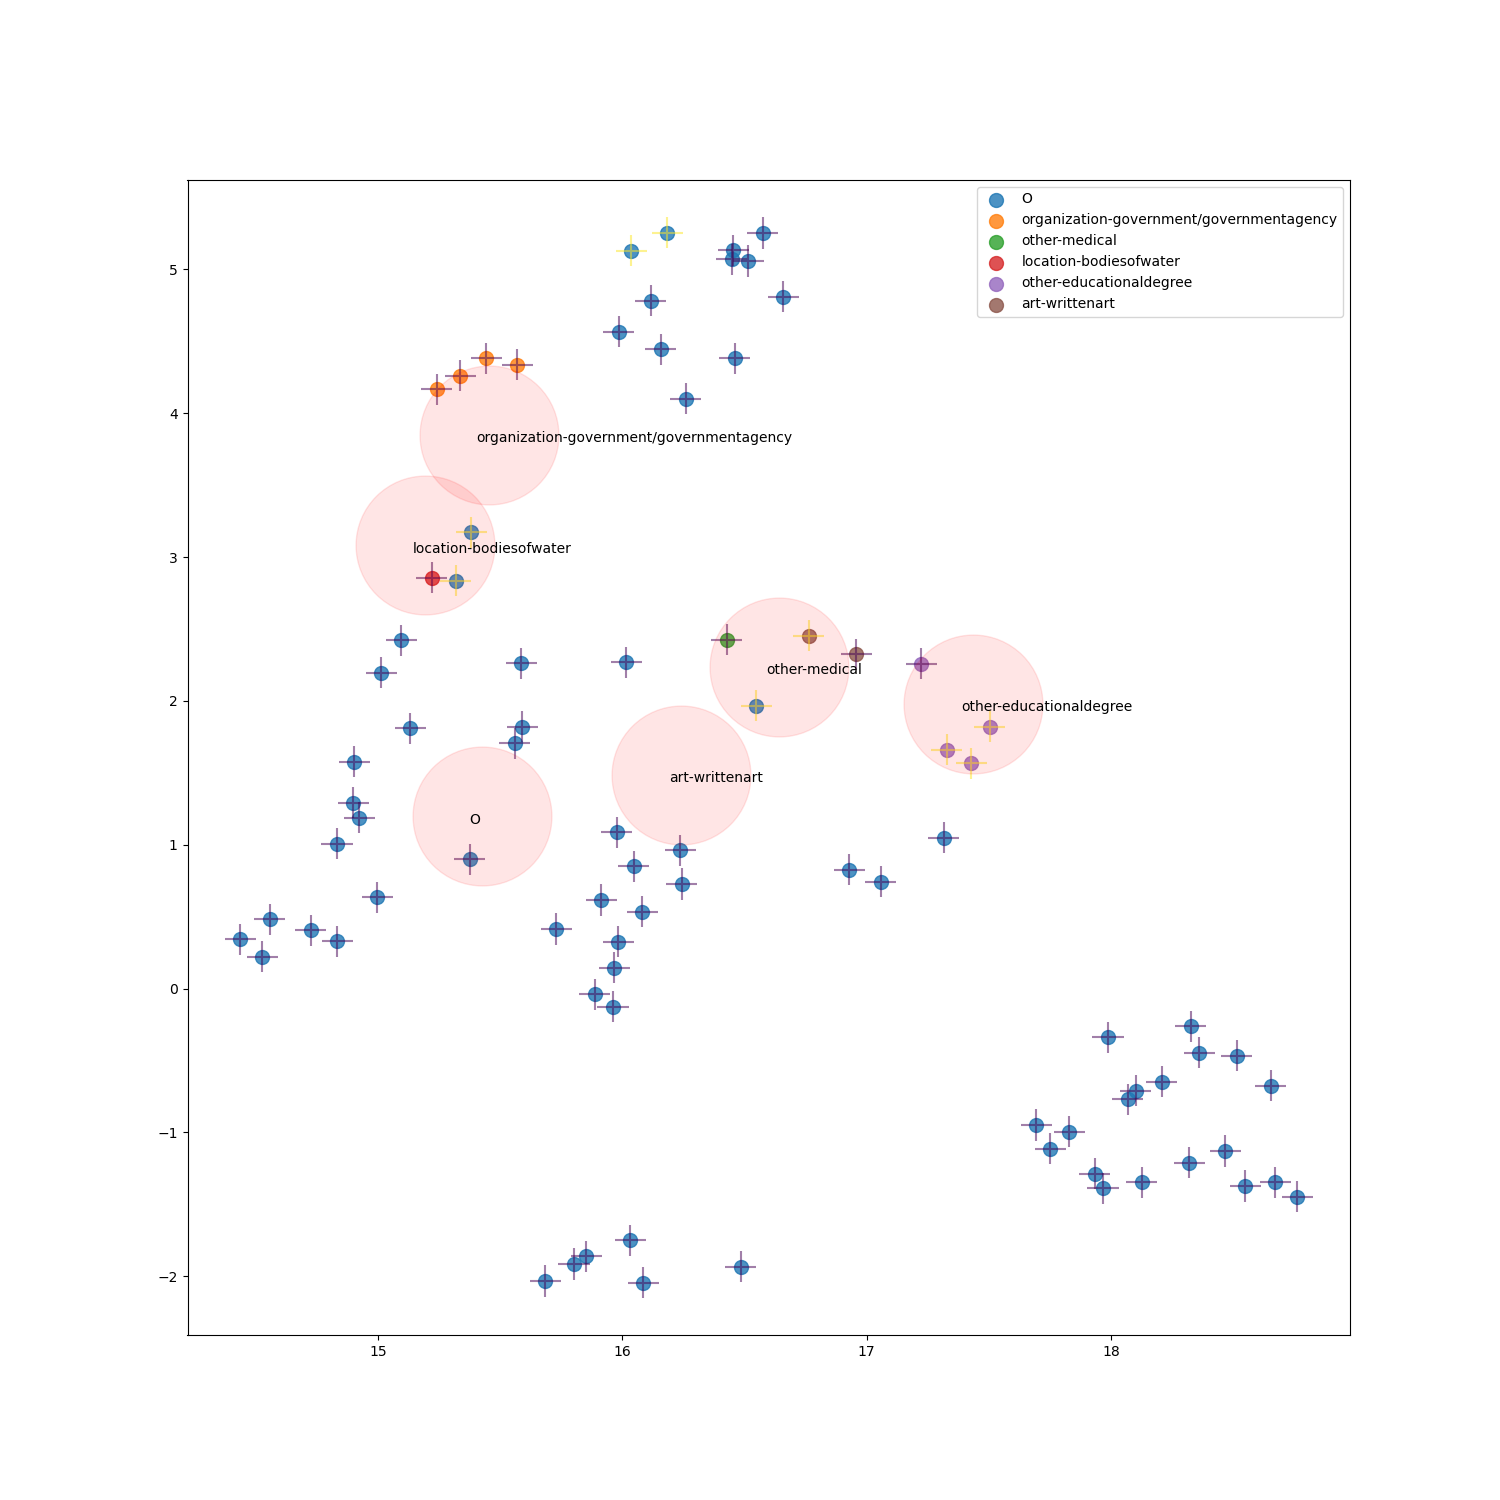 O
organization-government/governmentagency
other-medical
location-bodiesofwater
other-educationaldegree
art-writtenart
5
4
organization-government/governmentagency
3
location-bodiesofwater
other-medical
2
other-educationaldegree
art-writtenart
O
1
0
−1
−2
15 16 17 18